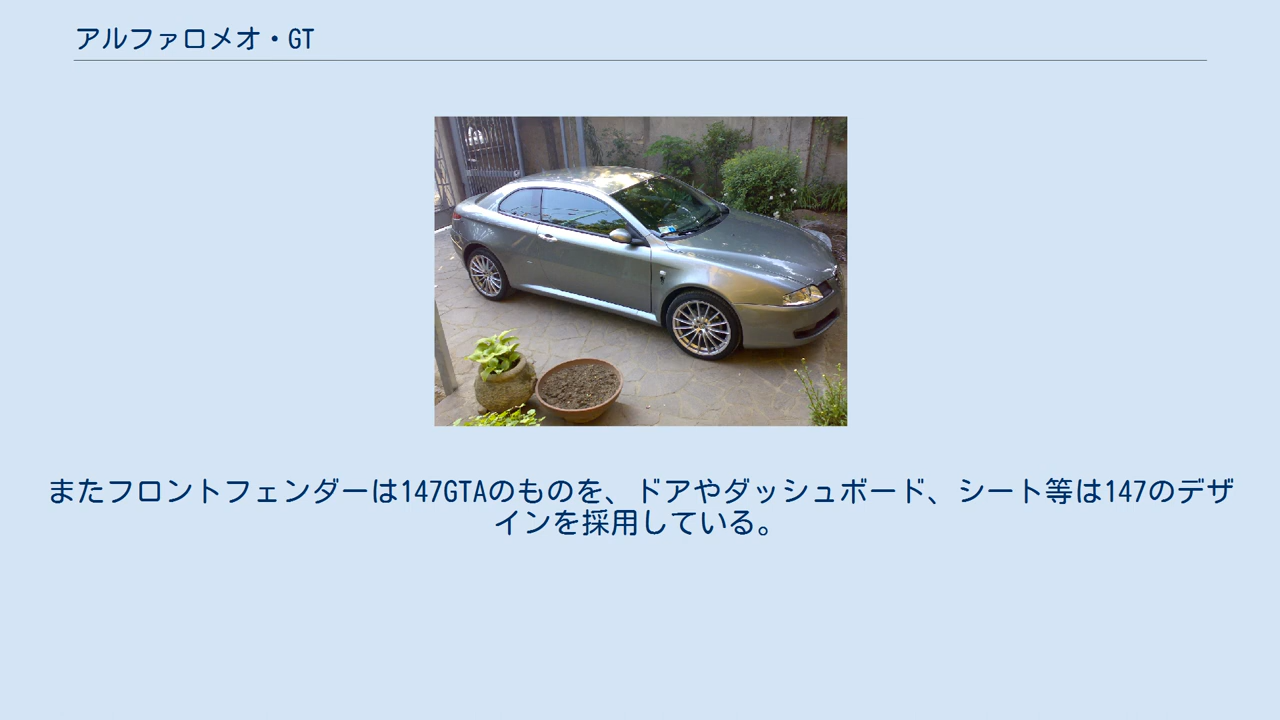 アルファロメオ・GT
またフロントフェンダーは147GTAのものを、ドアやダッシュボード、シート等は147のデザ
インを採用している。